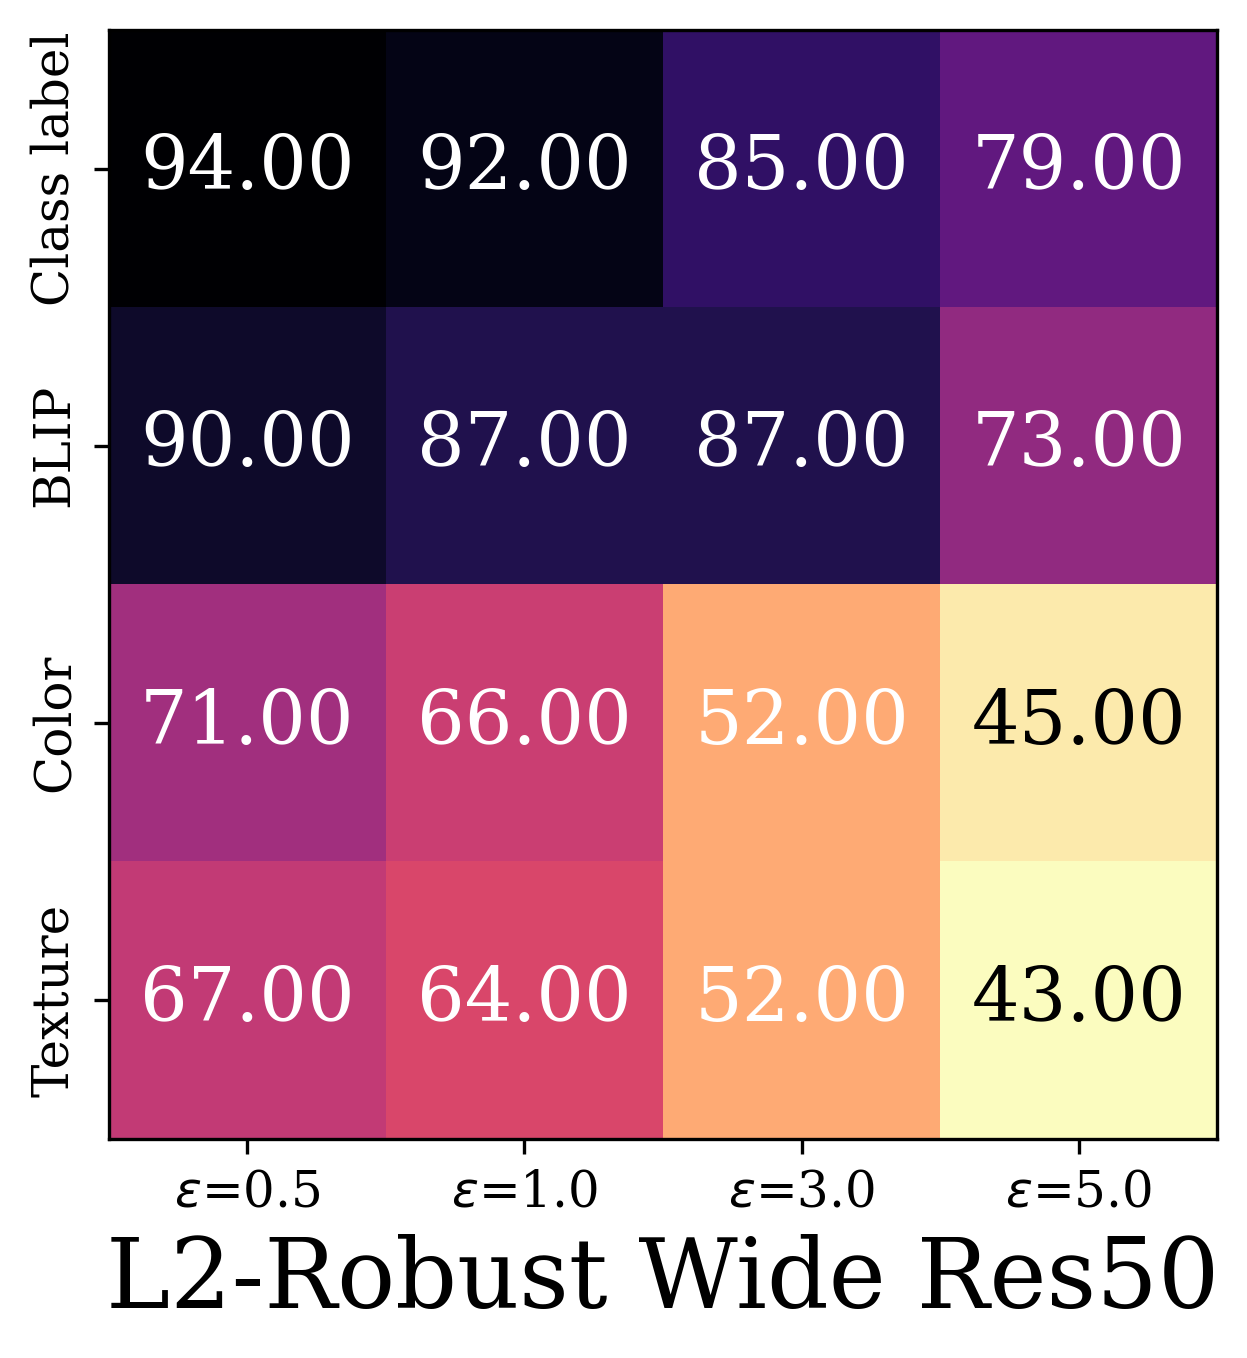 Class label
94.00 92.00 85.00 79.00
BLIP
90.00 87.00 87.00 73.00
Color
71.00 66.00 52.00 45.00
Texture
67.00 64.00 52.00 43.00
ε=0.5 ε=1.0 ε=3.0 ε=5.0
L2-Robust Wide Res50